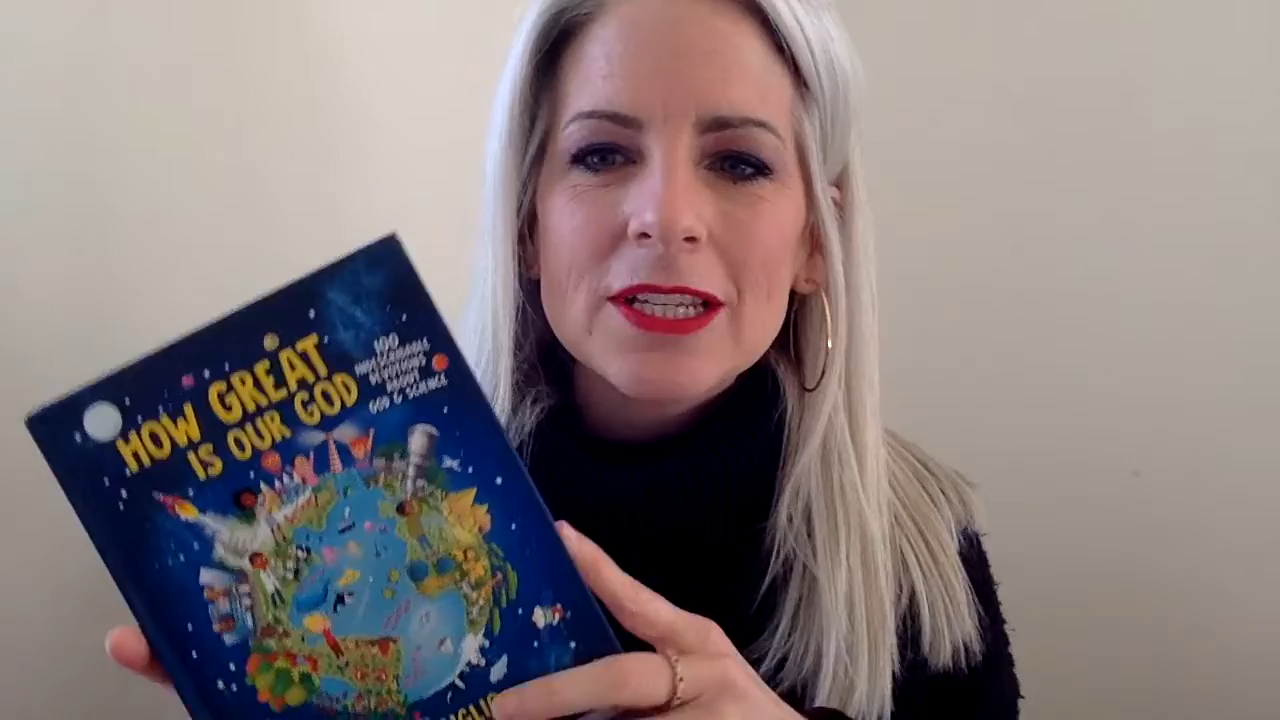 HOW GREAT
IS OUR GOD
100
INDESCRIBABLE
DEVOTIONS
ABOUT
GOD & SCIENCE